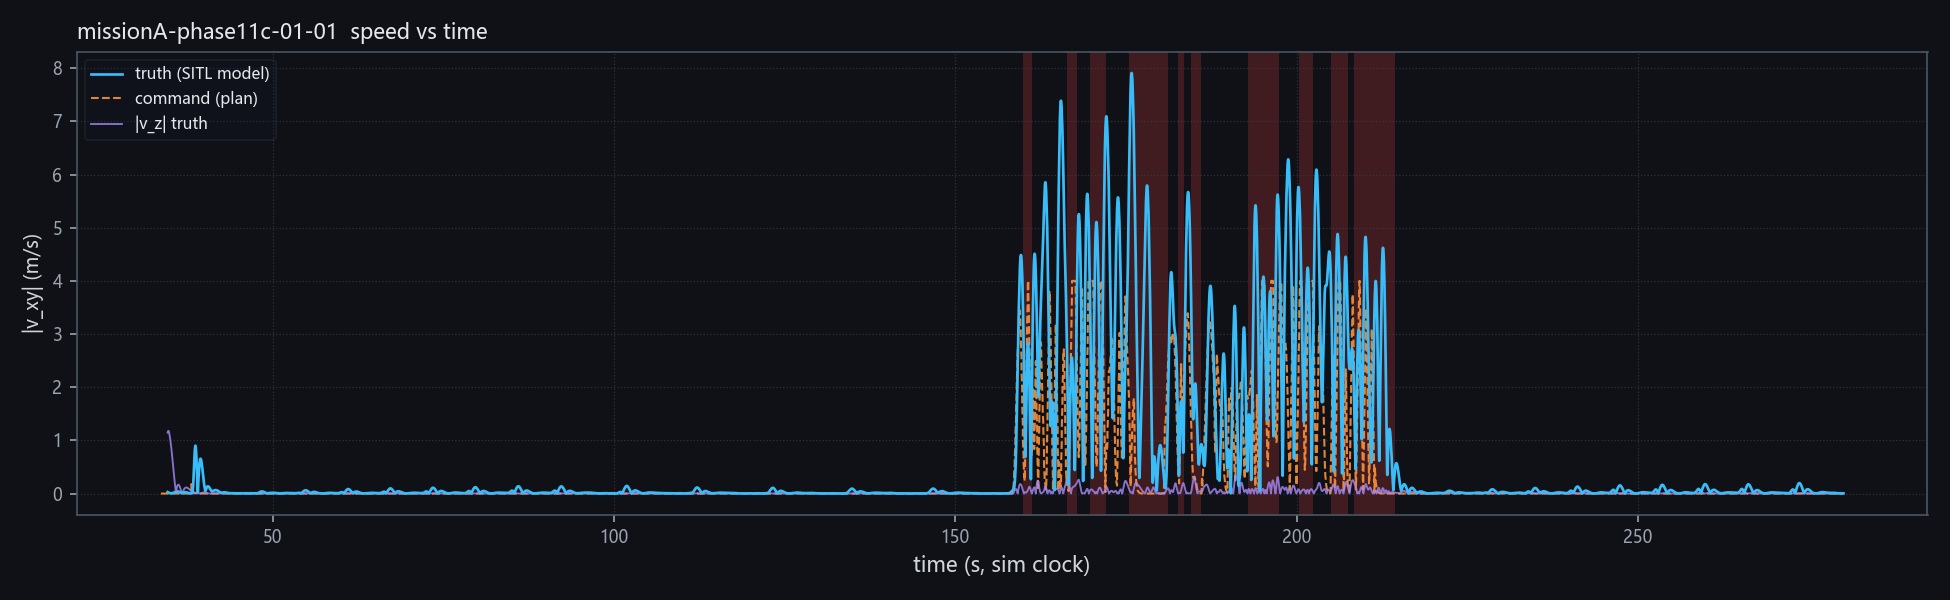 missionA-phase11c-01-01  speed vs time
truth (SITL model)
command (plan)
|v_z| truth
|v_xy| (m/s)
8
7
6
5
4
3
2
1
0
50
100
150
200
250
time (s, sim clock)